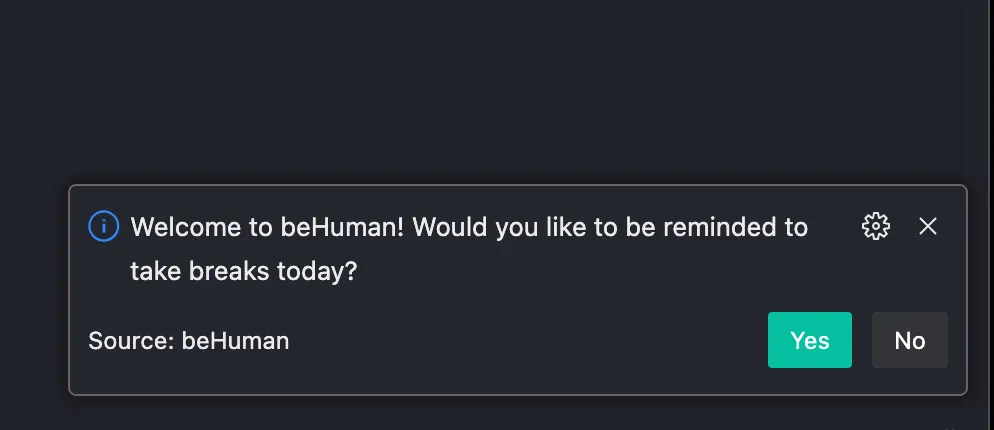 Welcome to beHuman! Would you like to be reminded to
take breaks today?
Source: beHuman
Yes
No